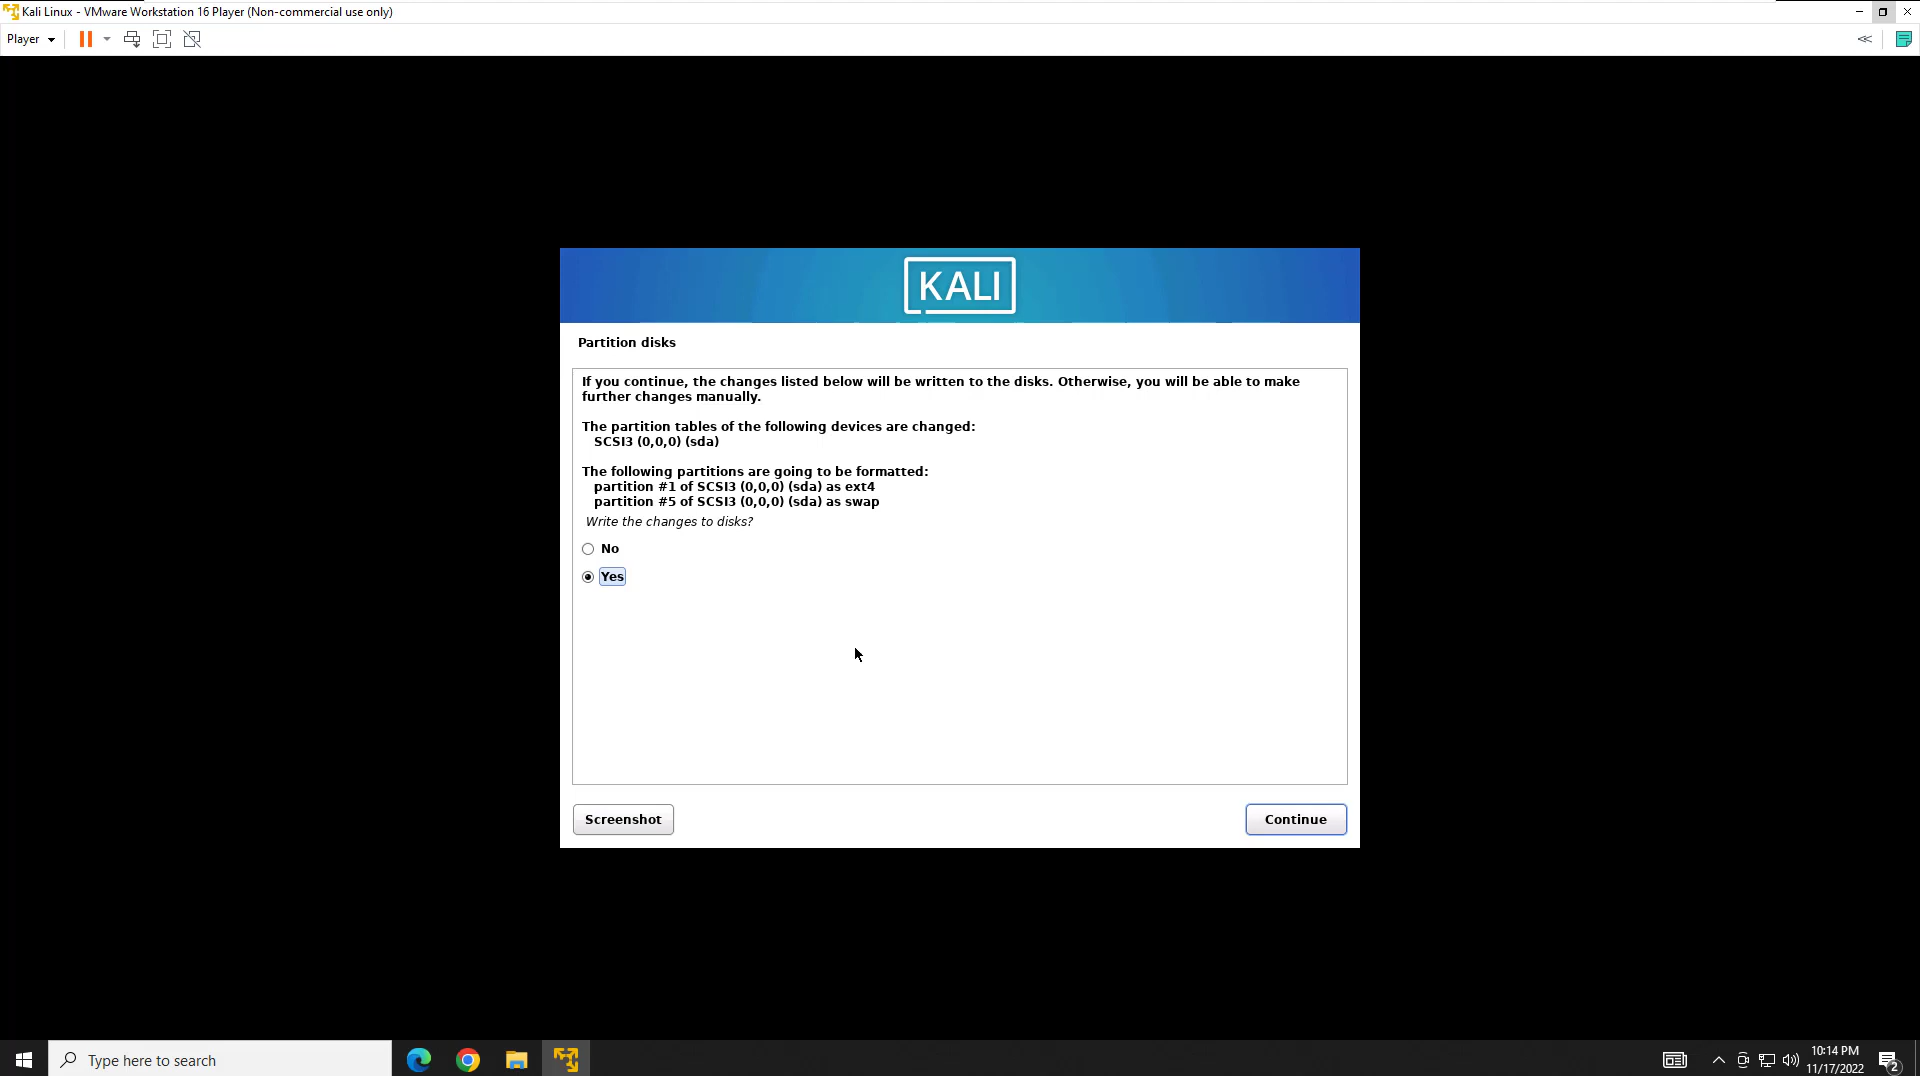 Kali Linux - VMware Workstation 16 Player (Non-commercial use only)
Player
KALI
Partition disks
If you continue, the changes listed below will be written to the disks. Otherwise, you will be able to make
further changes manually.
The partition tables of the following devices are changed:
SCSI3 (0,0,0) (sda)
The following partitions are going to be formatted:
partition #1 of SCSI3 (0,0,0) (sda) as ext4
partition #5 of SCSI3 (0,0,0) (sda) as swap
Write the changes to disks?
No
Yes
Screenshot
Continue
Type here to search
10:14 PM
11/17/2022
2